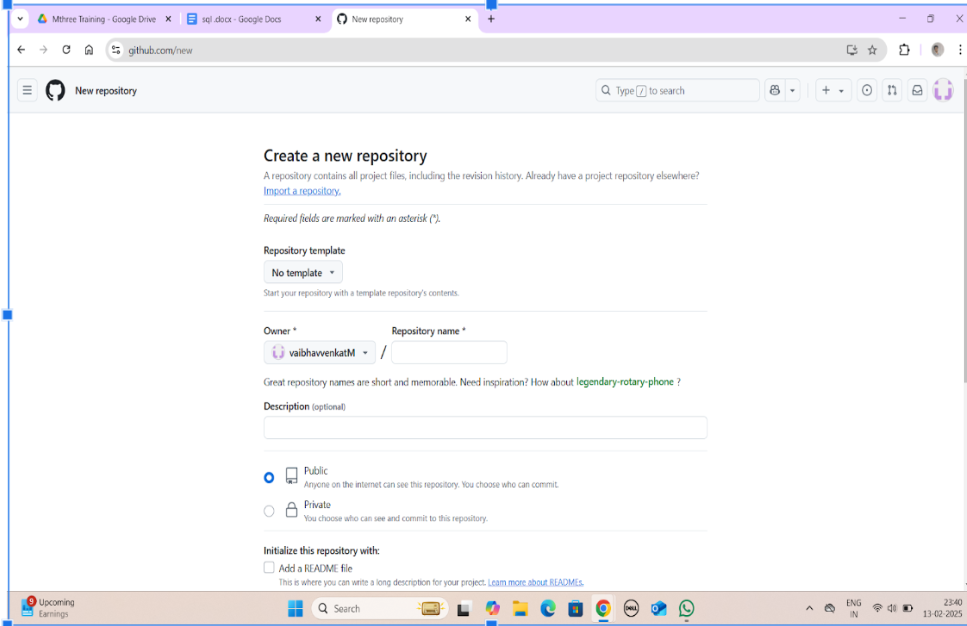 Mthree Training - Google Drive
sql .docx - Google Docs
New repository
github.com/new
New repository
Type / to search
Create a new repository
A repository contains all project files, including the revision history. Already have a project repository elsewhere?
Import a repository.
Required fields are marked with an asterisk (*).
Repository template
No template
Start your repository with a template repository's contents.
Owner * Repository name *
vaibhavvenkatM /
Great repository names are short and memorable. Need inspiration? How about legendary-rotary-phone ?
Description (optional)
Public
Anyone on the internet can see this repository. You choose who can commit.
Private
You choose who can see and commit to this repository.
Initialize this repository with:
Add a README file
This is where you can write a long description for your project. Learn more about READMEs.
9
Upcoming
Earnings
Search
DELL
ENG
IN
23:40
13-02-2025